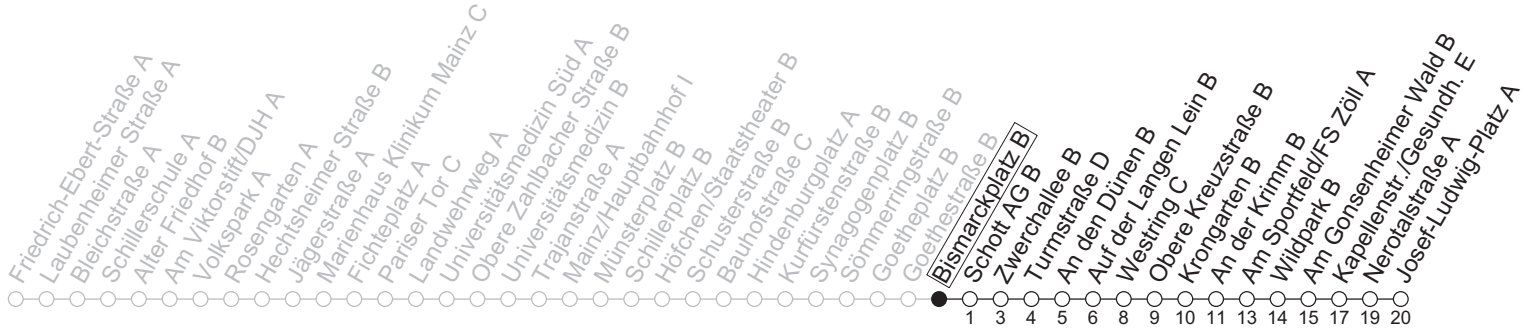 Friedrich-Ebert-Straße A
Laubenheimer Straße A
Bleichstraße A
Schillerschule A
Alter Friedhof B
Am Viktorstift/DJH A
Volkspark A
Rosengarten A
Hechtsheimer Straße B
Jägerstraße A
Marienhaus Klinikum Mainz C
Fichteplatz A
Pariser Tor C
Landwehrweg A
Universitätsmedizin Süd A
Obere Zahlbacher Straße B
Universitätsmedizin B
Trajanstraße A
Mainz/Hauptbahnhof I
Münsterplatz B
Schillerplatz B
Höfchen/Staatstheater B
Schusterstraße B
Bauhofstraße C
Hindenburgplatz A
Kurfürstenstraße B
Synagogenplatz B
Sömmerringstraße B
Goetheplatz B
Goethestraße B
Bismarckplatz B
Schott AG B
Zwerchallee B
Turmstraße D
An den Dünen B
Auf der Langen Lein B
Westring C
Obere Kreuzstraße B
Krongarten B
An der Krimm B
Am Sportfeld/FS Zöll A
Wildpark B
Am Gonsenheimer Wald B
Kapellenstr./Gesundh. E
Nerotalstraße A
Josef-Ludwig-Platz A
1 3 4 5 6 8 9 10 11 13 14 15 17 19 20